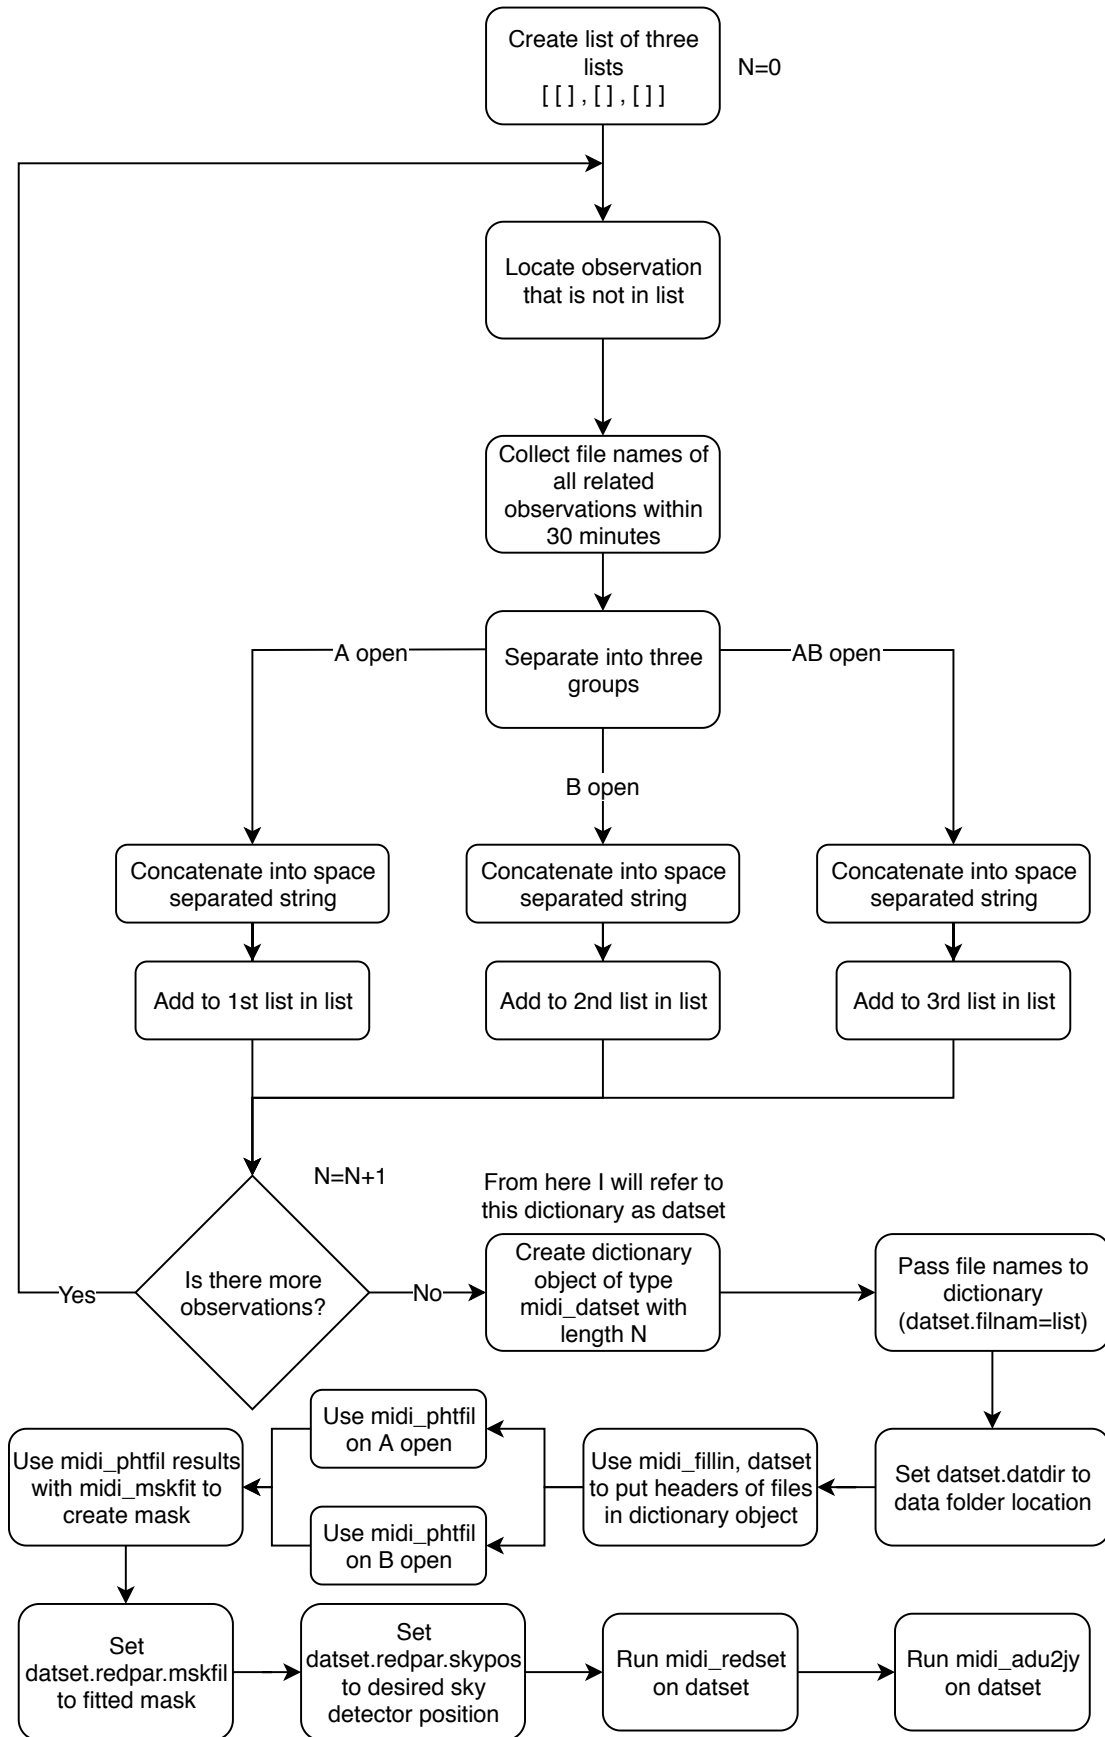 Create list of three
lists
[ [ ] , [ ] , [ ] ]
N=0
Locate observation
that is not in list
Collect file names of
all related
observations within
30 minutes
A open
Separate into three
groups
AB open
B open
Concatenate into space
separated string
Concatenate into space
separated string
Concatenate into space
separated string
Add to 1st list in list
Add to 2nd list in list
Add to 3rd list in list
N=N+1
Is there more
observations?
Yes
No
From here I will refer to
this dictionary as datset
Create dictionary
object of type
midi_datset with
length N
Pass file names to
dictionary
(datset.filnam=list)
Set datset.datdir to
data folder location
Use midi_fillin, datset
to put headers of files
in dictionary object
Use midi_phtfil
on A open
Use midi_phtfil
on B open
Use midi_phtfil results
with midi_mskfit to
create mask
Set
datset.redpar.mskfil
to fitted mask
Set
datset.redpar.skypos
to desired sky
detector position
Run midi_redset
on datset
Run midi_adu2jy
on datset